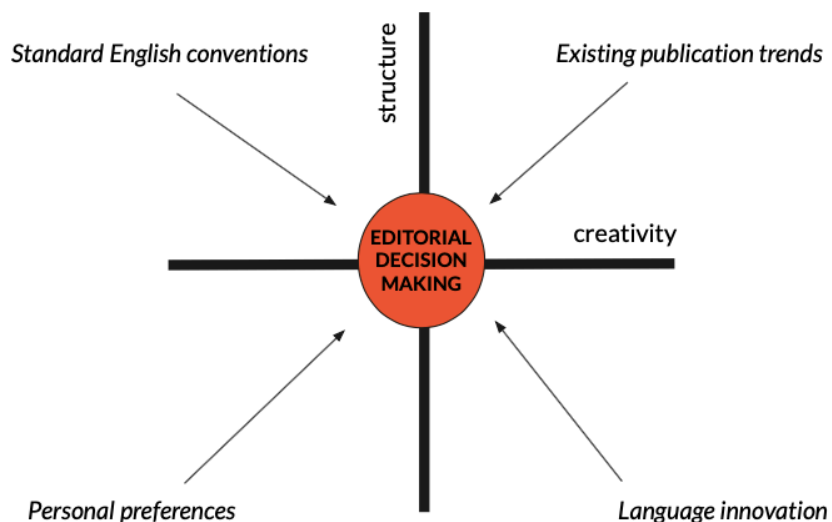 Standard English conventions
structure
Existing publication trends
creativity
EDITORIAL
DECISION
MAKING
Personal preferences
Language innovation